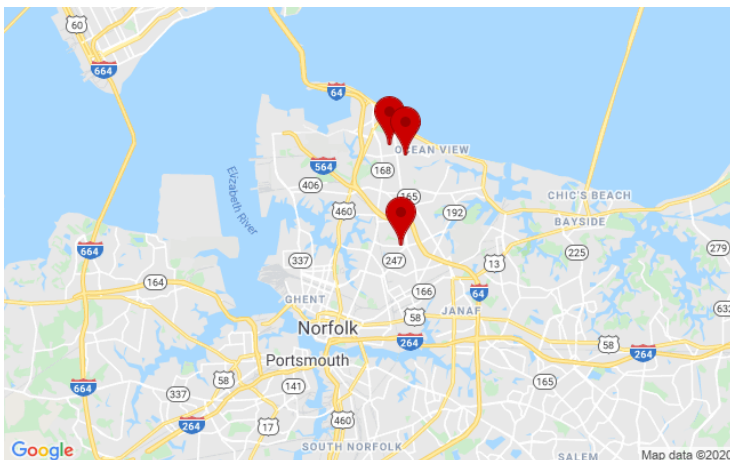 60
664
64
OCEAN VIEW
564
168
406
165
CHIC'S BEACH
Elizabeth River
460
192
BAYSIDE
664
337
247
13
225
279
164
GHENT
166
64
JANAF
632
Norfolk
58
264
58
264
Portsmouth
664
58
141
165
337
264
17
460
SOUTH NORFOLK
SALEM
Google
Map data ©2020